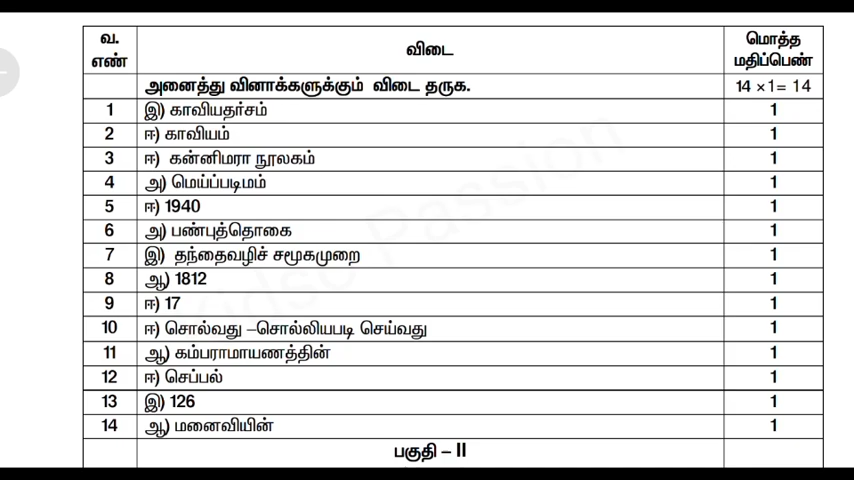 வ. எண் விடை மொத்த மதிப்பெண்
அனைத்து வினாக்களுக்கும் விடை தருக. 14 ×1= 14
1 இ) காவியதர்சம் 1
2 ஈ) காவியம் 1
3 ஈ) கன்னிமரா நூலகம் 1
4 அ) மெய்ப்படிமம் 1
5 ஈ) 1940 1
6 அ) பண்புத்தொகை 1
7 இ) தந்தைவழிச் சமூகமுறை 1
8 ஆ) 1812 1
9 ஈ) 17 1
10 ஈ) சொல்வது –சொல்லியபடி செய்வது 1
11 ஆ) கம்பராமாயணத்தின் 1
12 ஈ) செப்பல் 1
13 இ) 126 1
14 ஆ) மனைவியின் 1
பகுதி – II
Kidso Passion